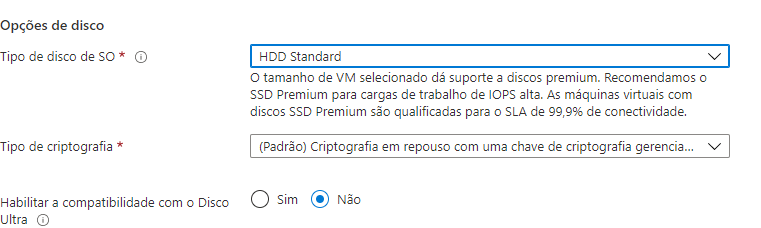 Opções de disco
Tipo de disco de SO *
HDD Standard
O tamanho de VM selecionado dá suporte a discos premium. Recomendamos o
SSD Premium para cargas de trabalho de IOPS alta. As máquinas virtuais com
discos SSD Premium são qualificadas para o SLA de 99,9% de conectividade.
Tipo de criptografia *
(Padrão) Criptografia em repouso com uma chave de criptografia gerencia...
Habilitar a compatibilidade com o Disco
Ultra
Sim
Não